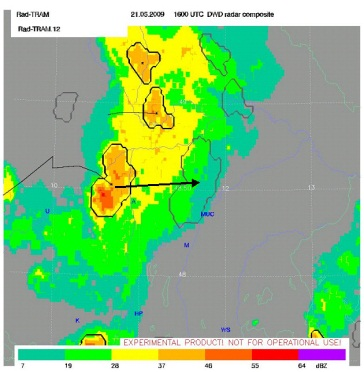 Rad-TRAM 21.05.2009 1600 UTC DWD radar composite
Rad-TRAM.12
10
12
13
U
MUC
M
48
HP
K
WS
EXPERIMENTAL PRODUCT! NOT FOR OPERATIONAL USE!
7 19 28 37 46 55 64 dBZ